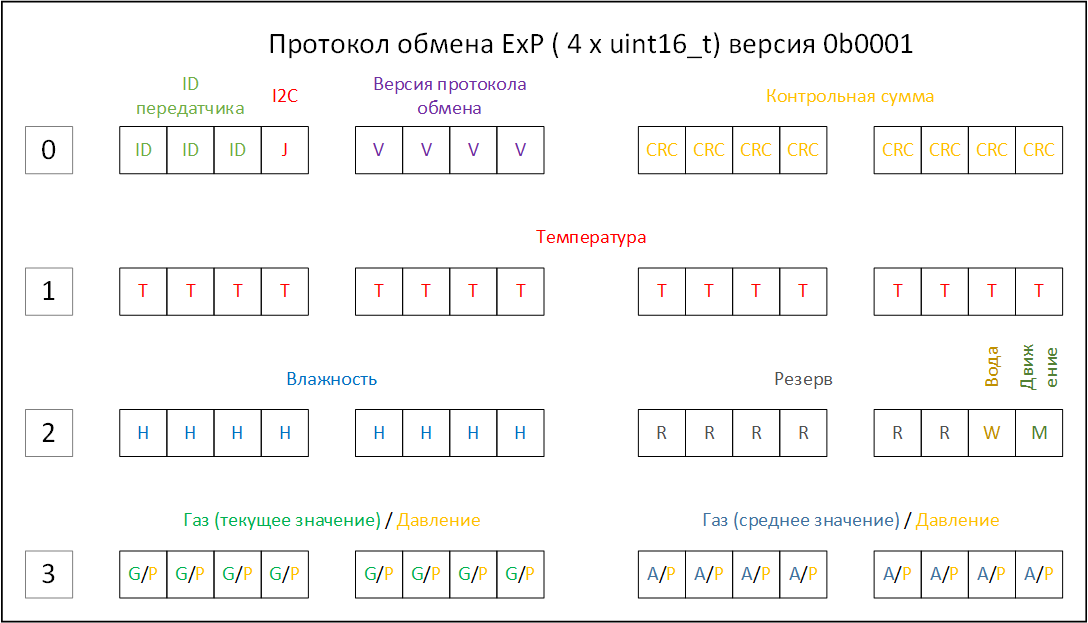 Протокол обмена ExP ( 4 x uint16_t) версия 0b0001
ID
передатчика
I2C
Версия протокола
обмена
Контрольная сумма
0 ID ID ID J V V V V CRC CRC CRC CRC CRC CRC CRC CRC
Температура
1 T T T T T T T T T T T T T T T T
Влажность
Резерв
Вода
Движ
ение
2 H H H H H H H H R R R R R R W M
Газ (текущее значение) / Давление
Газ (среднее значение) / Давление
3 G/P G/P G/P G/P G/P G/P G/P G/P A/P A/P A/P A/P A/P A/P A/P A/P